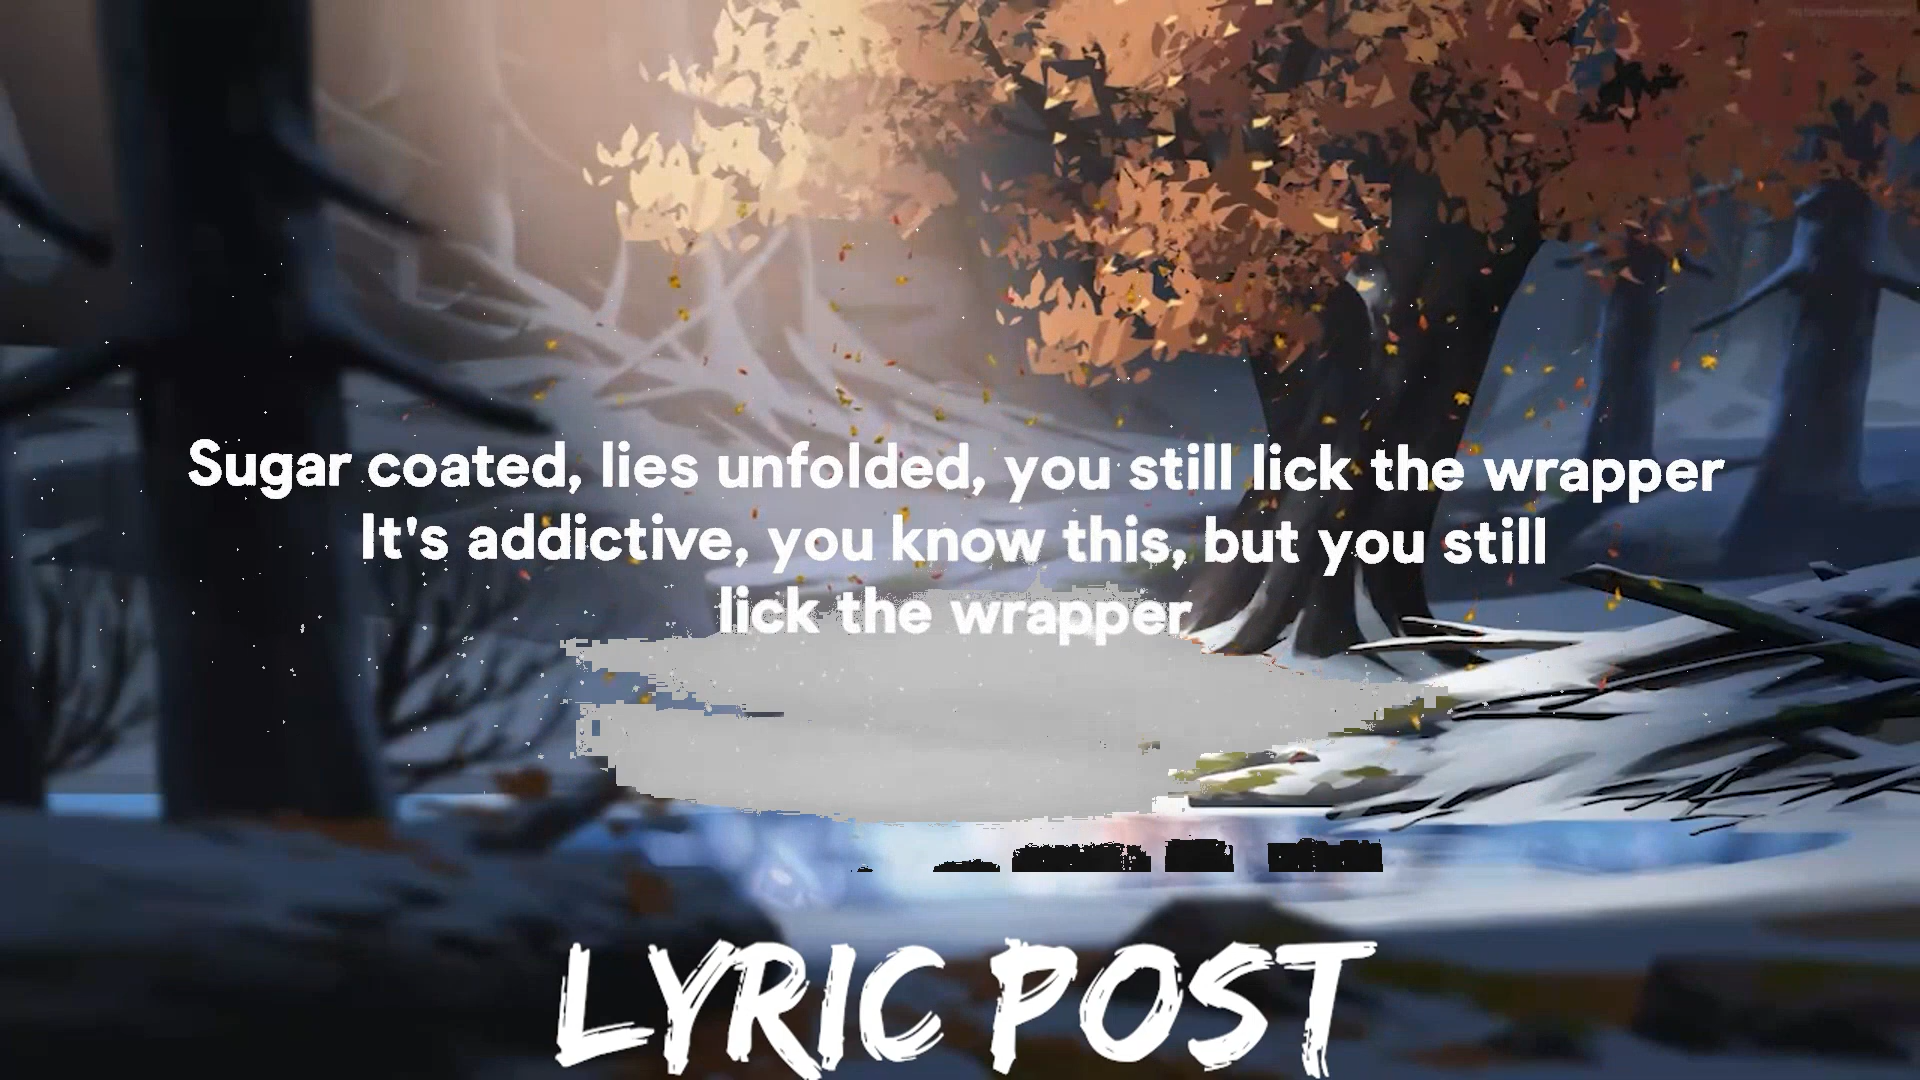 Sugar coated, lies unfolded, you still lick the wrapper
It's addictive, you know this, but you still
lick the wrapper
LYRIC POST